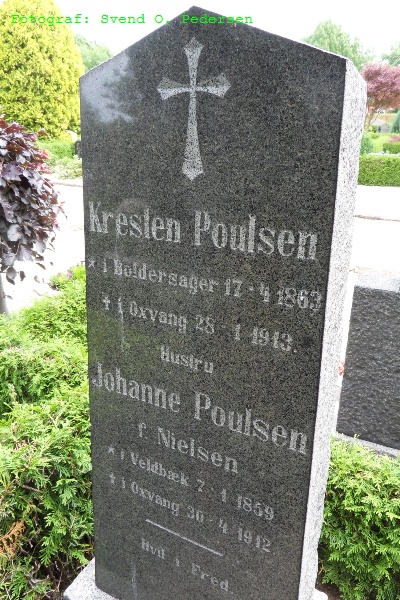 Fotograf: Svend O. Pedersen
Kresten Poulsen
* i Boldersager 17 - 4 1863
† i Oxvang 28 - 1 1913.
Hustru
Johanne Poulsen
f. Nielsen
* i Veldbæk 7 - 1 1859
† i Oxvang 30 - 4 1912
Hvil i Fred.